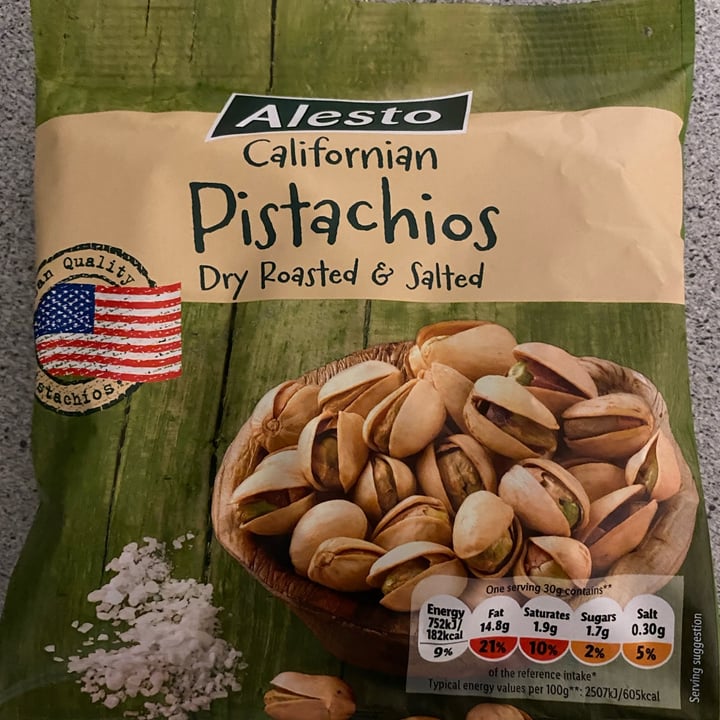 Alesto
Californian
Pistachios
Dry Roasted & Salted
an Quality
stachios*
One serving 30g contains**
Energy 752kJ/ 182kcal 9%
Fat 14.8g 21%
Saturates 1.9g 10%
Sugars 1.7g 2%
Salt 0.30g 5%
of the reference intake*
Typical energy values per 100g**: 2507kJ/605kcal
Serving suggestion